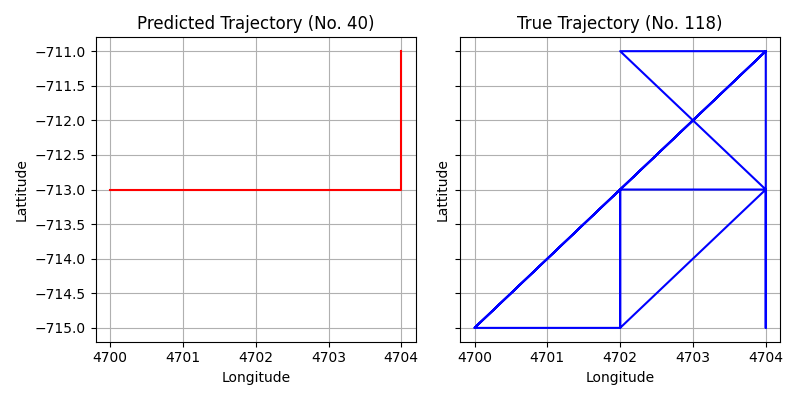 Predicted Trajectory (No. 40)
−711.0
−711.5
−712.0
−712.5
−713.0
−713.5
−714.0
−714.5
−715.0
Lattitude
4700 4701 4702 4703 4704
Longitude
True Trajectory (No. 118)
Lattitude
4700 4701 4702 4703 4704
Longitude